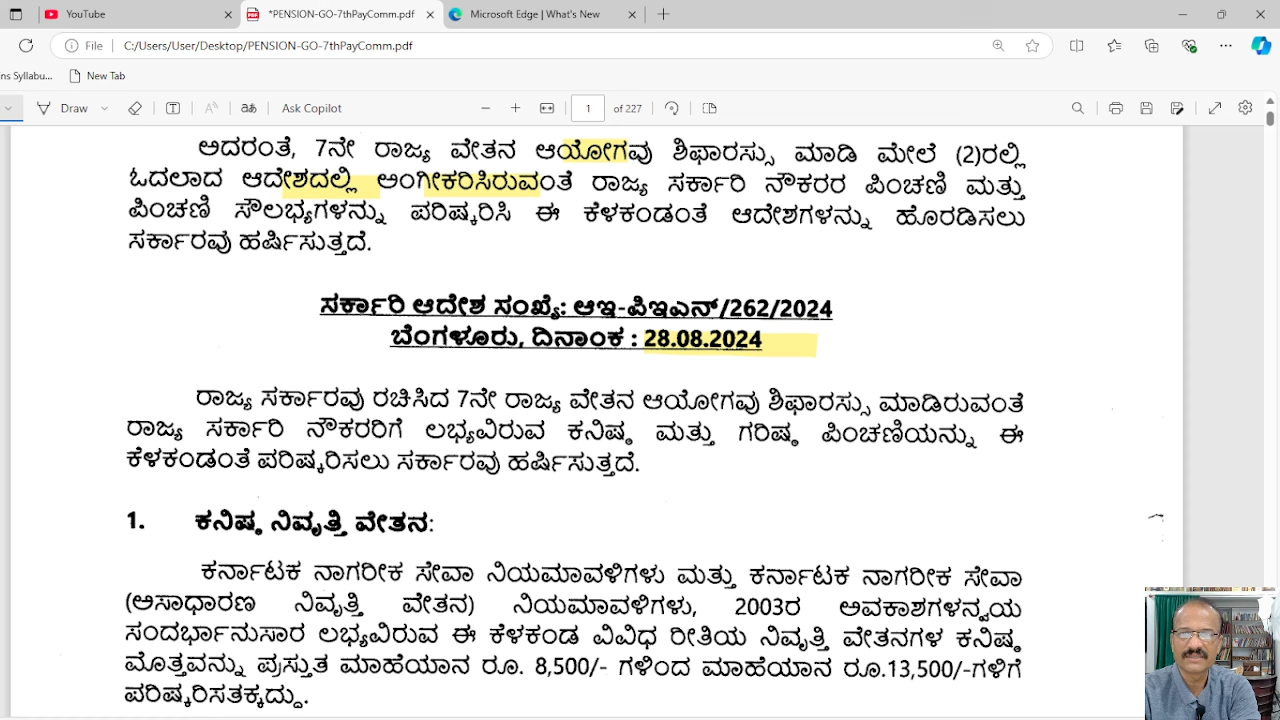 YouTube
*PENSION-GO-7thPayComm.pdf
Microsoft Edge | What's New
File
C:/Users/User/Desktop/PENSION-GO-7thPayComm.pdf
ns Syllabu...
New Tab
Draw
Ask Copilot
1 of 227
ಅದರಂತೆ, 7ನೇ ರಾಜ್ಯ ವೇತನ ಆಯೋಗವು ಶಿಫಾರಸ್ಸು ಮಾಡಿ ಮೇಲೆ (2)ರಲ್ಲಿ
ಓದಲಾದ ಆದೇಶದಲ್ಲಿ ಅಂಗೀಕರಿಸಿರುವಂತೆ ರಾಜ್ಯ ಸರ್ಕಾರಿ ನೌಕರರ ಪಿಂಚಣಿ ಮತ್ತು
ಪಿಂಚಣಿ ಸೌಲಭ್ಯಗಳನ್ನು ಪರಿಷ್ಕರಿಸಿ ಈ ಕೆಳಕಂಡಂತೆ ಆದೇಶಗಳನ್ನು ಹೊರಡಿಸಲು
ಸರ್ಕಾರವು ಹರ್ಷಿಸುತ್ತದೆ.
ಸರ್ಕಾರಿ ಆದೇಶ ಸಂಖ್ಯೆ: ಆಇ-ಪಿಇಎನ್/262/2024
ಬೆಂಗಳೂರು, ದಿನಾಂಕ : 28.08.2024
ರಾಜ್ಯ ಸರ್ಕಾರವು ರಚಿಸಿದ 7ನೇ ರಾಜ್ಯ ವೇತನ ಆಯೋಗವು ಶಿಫಾರಸ್ಸು ಮಾಡಿರುವಂತೆ
ರಾಜ್ಯ ಸರ್ಕಾರಿ ನೌಕರರಿಗೆ ಲಭ್ಯವಿರುವ ಕನಿಷ್ಠ ಮತ್ತು ಗರಿಷ್ಠ ಪಿಂಚಣಿಯನ್ನು ಈ
ಕೆಳಕಂಡಂತೆ ಪರಿಷ್ಕರಿಸಲು ಸರ್ಕಾರವು ಹರ್ಷಿಸುತ್ತದೆ.
1. ಕನಿಷ್ಠ ನಿವೃತ್ತಿ ವೇತನ:
ಕರ್ನಾಟಕ ನಾಗರೀಕ ಸೇವಾ ನಿಯಮಾವಳಿಗಳು ಮತ್ತು ಕರ್ನಾಟಕ ನಾಗರೀಕ ಸೇವಾ
(ಅಸಾಧಾರಣ ನಿವೃತ್ತಿ ವೇತನ) ನಿಯಮಾವಳಿಗಳು, 2003ರ ಅವಕಾಶಗಳನ್ವಯ
ಸಂದರ್ಭಾನುಸಾರ ಲಭ್ಯವಿರುವ ಈ ಕೆಳಕಂಡ ವಿವಿಧ ರೀತಿಯ ನಿವೃತ್ತಿ ವೇತನಗಳ ಕನಿಷ್ಠ
ಮೊತ್ತವನ್ನು ಪ್ರಸ್ತುತ ಮಾಹೆಯಾನ ರೂ. 8,500/- ಗಳಿಂದ ಮಾಹೆಯಾನ ರೂ.13,500/-ಗಳಿಗೆ
ಪರಿಷ್ಕರಿಸತಕ್ಕದ್ದು.